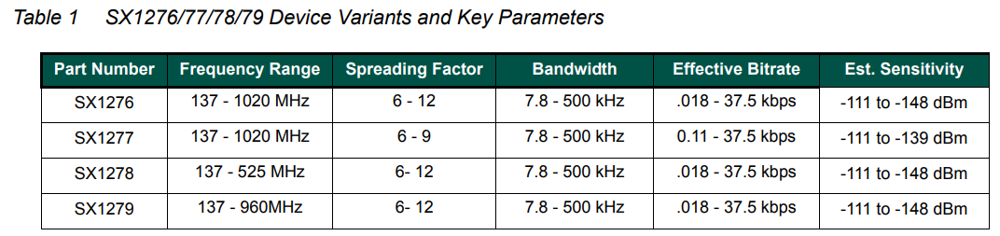 Table 1 SX1276/77/78/79 Device Variants and Key Parameters
Part Number Frequency Range Spreading Factor Bandwidth Effective Bitrate Est. Sensitivity
SX1276 137 - 1020 MHz 6 - 12 7.8 - 500 kHz .018 - 37.5 kbps -111 to -148 dBm
SX1277 137 - 1020 MHz 6 - 9 7.8 - 500 kHz 0.11 - 37.5 kbps -111 to -139 dBm
SX1278 137 - 525 MHz 6- 12 7.8 - 500 kHz .018 - 37.5 kbps -111 to -148 dBm
SX1279 137 - 960MHz 6- 12 7.8 - 500 kHz .018 - 37.5 kbps -111 to -148 dBm